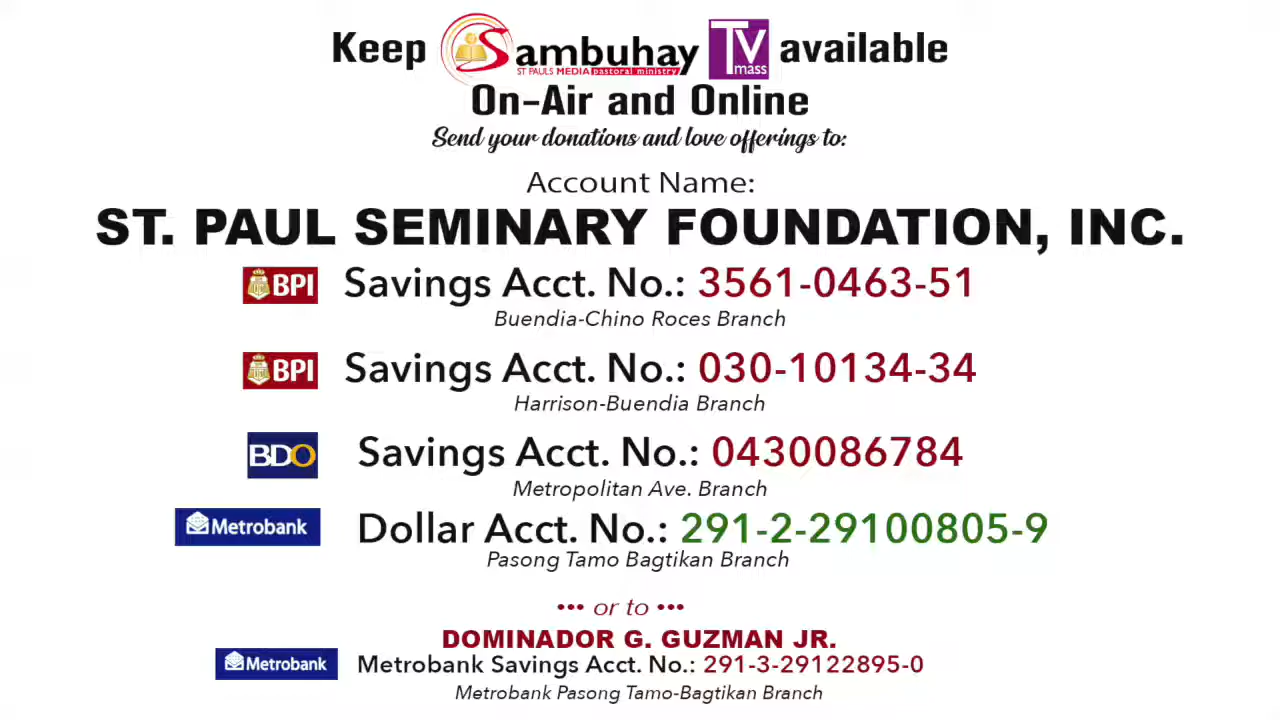 Keep Sambuhay TV mass available
ST PAULS MEDIA pastoral ministry
On-Air and Online
Send your donations and love offerings to:
Account Name:
ST. PAUL SEMINARY FOUNDATION, INC.
BPI Savings Acct. No.: 3561-0463-51
Buendia-Chino Roces Branch
BPI Savings Acct. No.: 030-10134-34
Harrison-Buendia Branch
BDO Savings Acct. No.: 0430086784
Metropolitan Ave. Branch
Metrobank Dollar Acct. No.: 291-2-29100805-9
Pasong Tamo Bagtikan Branch
••• or to •••
DOMINADOR G. GUZMAN JR.
Metrobank Metrobank Savings Acct. No.: 291-3-29122895-0
Metrobank Pasong Tamo-Bagtikan Branch